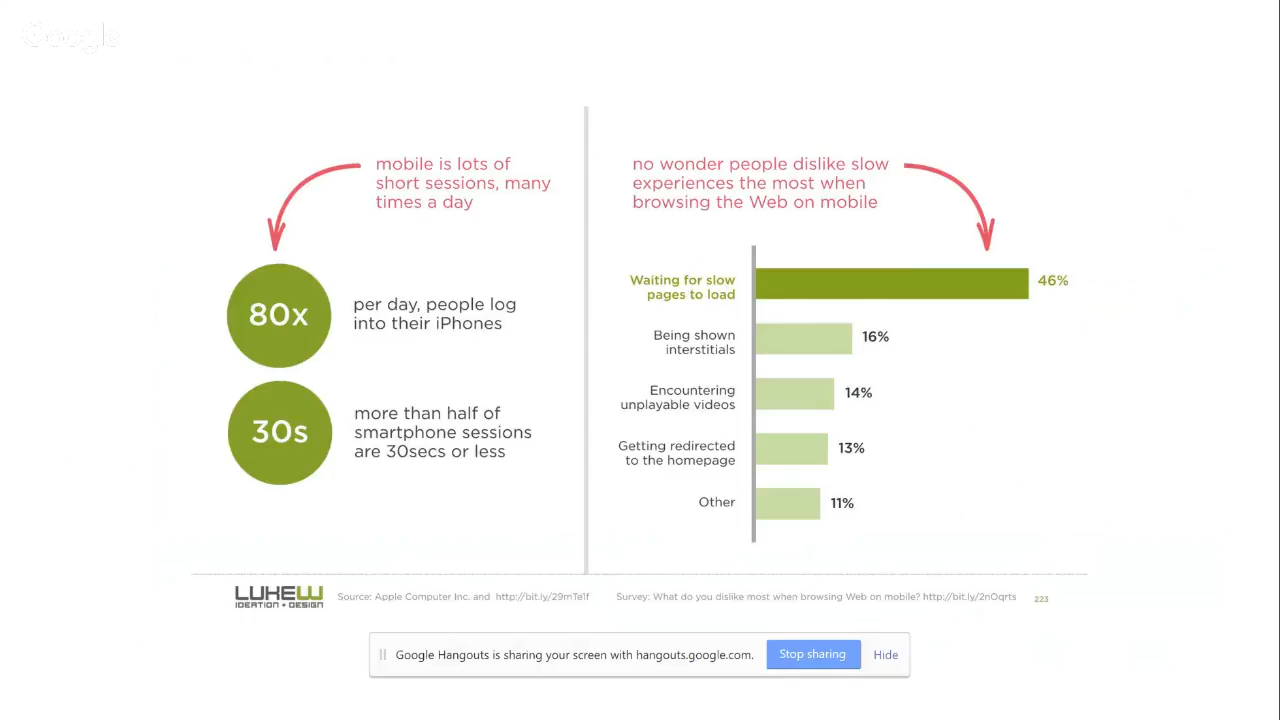 Google
mobile is lots of
short sessions, many
times a day
80x
per day, people log
into their iPhones
30s
more than half of
smartphone sessions
are 30secs or less
no wonder people dislike slow
experiences the most when
browsing the Web on mobile
Waiting for slow
pages to load
46%
Being shown
interstitials
16%
Encountering
unplayable videos
14%
Getting redirected
to the homepage
13%
Other
11%
LUKEW
IDEATION + DESIGN
Source: Apple Computer Inc. and http://bit.ly/29mTe1f
Survey: What do you dislike most when browsing Web on mobile? http://bit.ly/2nOqrts
223
Google Hangouts is sharing your screen with hangouts.google.com.
Stop sharing
Hide